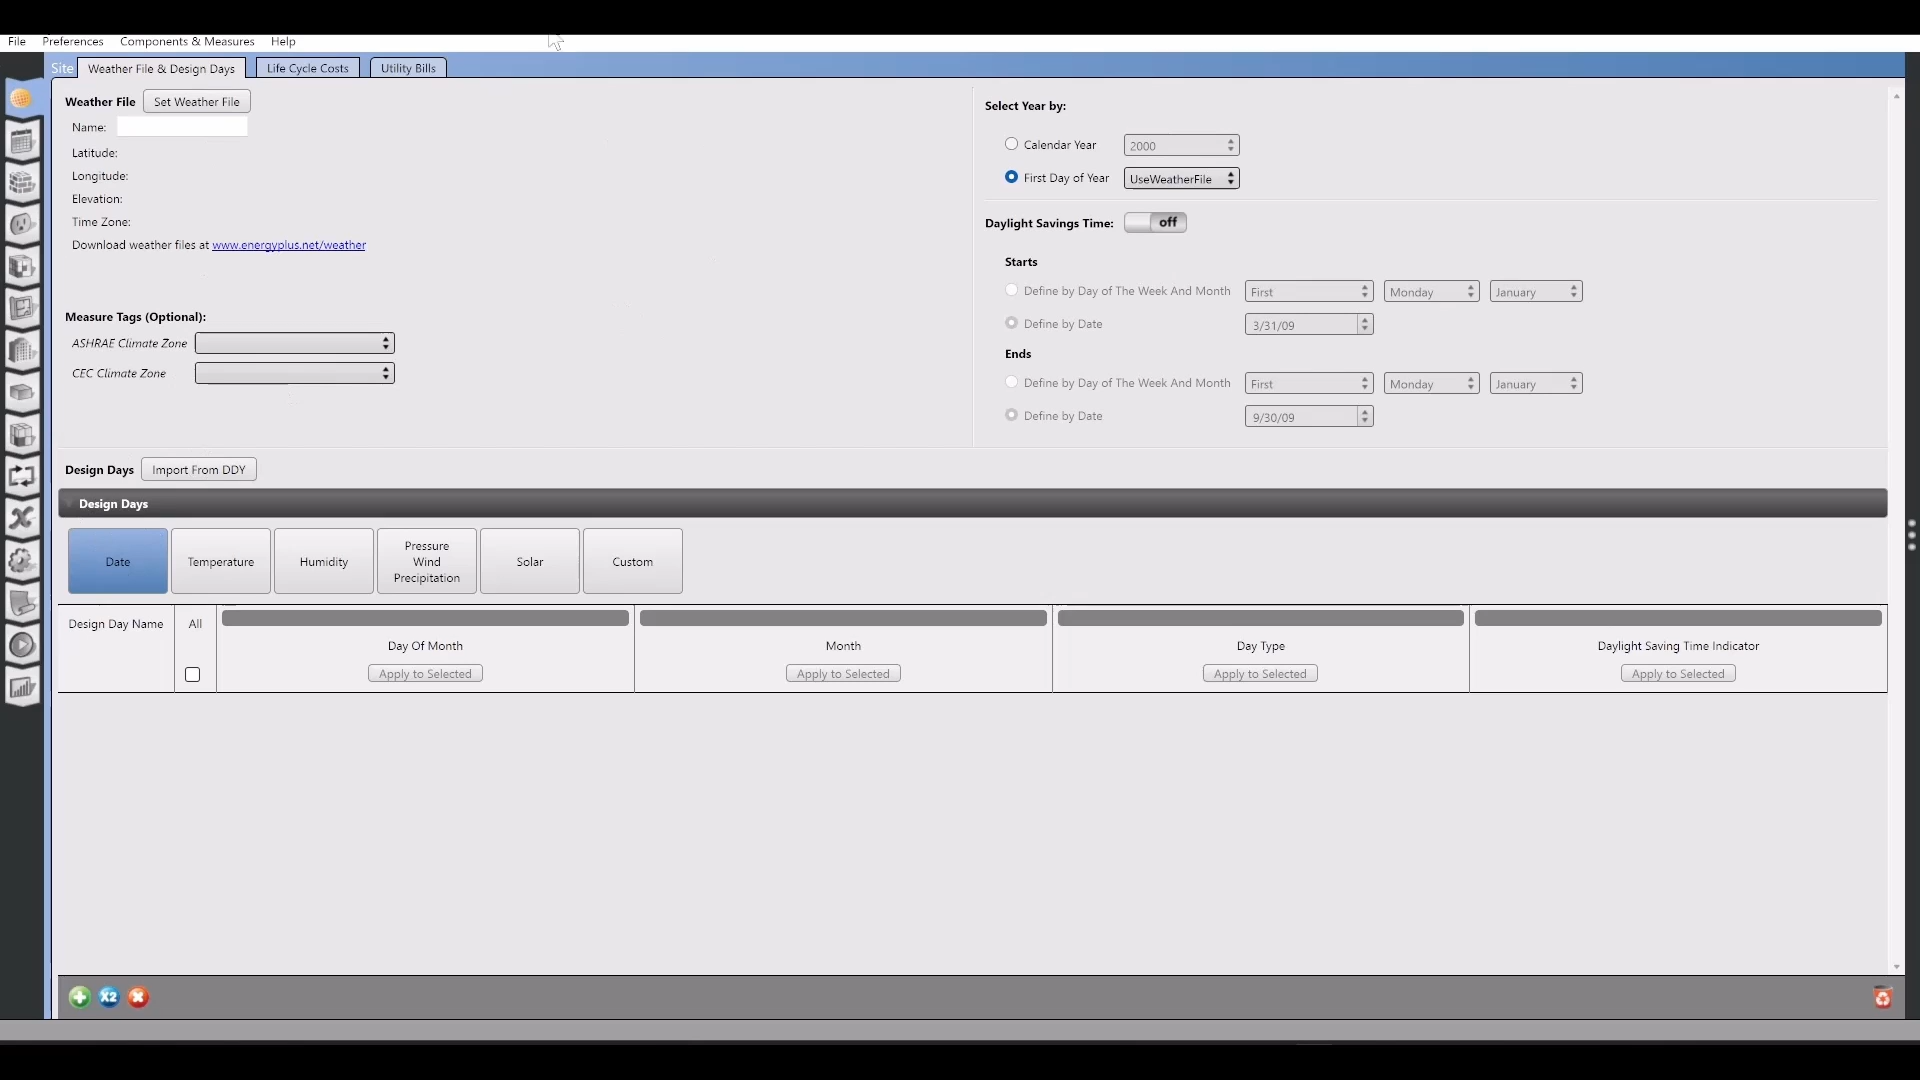 File Preferences Components & Measures Help
Site Weather File & Design Days Life Cycle Costs Utility Bills
Weather File Set Weather File
Name:
Latitude:
Longitude:
Elevation:
Time Zone:
Download weather files at www.energyplus.net/weather
Measure Tags (Optional):
ASHRAE Climate Zone
CEC Climate Zone
Select Year by:
Calendar Year 2000
First Day of Year UseWeatherFile
Daylight Savings Time: off
Starts
Define by Day of The Week And Month First Monday January
Define by Date 3/31/09
Ends
Define by Day of The Week And Month First Monday January
Define by Date 9/30/09
Design Days Import From DDY
Design Days
Date Temperature Humidity Pressure Wind Precipitation Solar Custom
Design Day Name All Day Of Month Month Day Type Daylight Saving Time Indicator
Apply to Selected Apply to Selected Apply to Selected Apply to Selected
X2